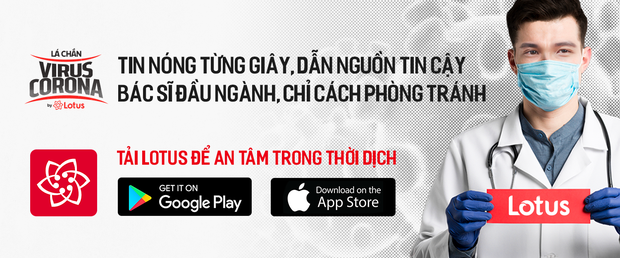 LÁ CHẮN
VIRUS
CORONA
by Lotus
TIN NÓNG TỪNG GIÂY, DẪN NGUỒN TIN CẬY
BÁC SĨ ĐẦU NGÀNH, CHỈ CÁCH PHÒNG TRÁNH
TẢI LOTUS ĐỂ AN TÂM TRONG THỜI DỊCH
GET IT ON
Google Play
Download on the
App Store
Lotus